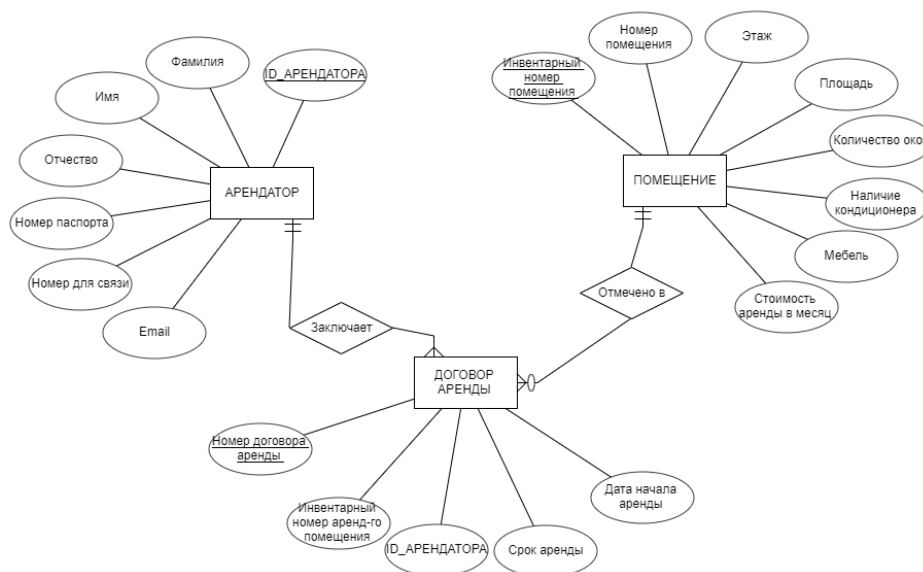 Фамилия
ID_АРЕНДАТОРА
Имя
Отчество
Номер паспорта
Номер для связи
Email
АРЕНДАТОР
Номер
помещения
Этаж
Инвентарный
номер
помещения
Площадь
Количество око
Наличие
кондиционера
Мебель
Стоимость
аренды в месяц
ПОМЕЩЕНИЕ
Отмечено в
Заключает
ДОГОВОР
АРЕНДЫ
Номер договора
аренды
Инвентарный
номер аренд-го
помещения
ID_АРЕНДАТОРА
Срок аренды
Дата начала
аренды